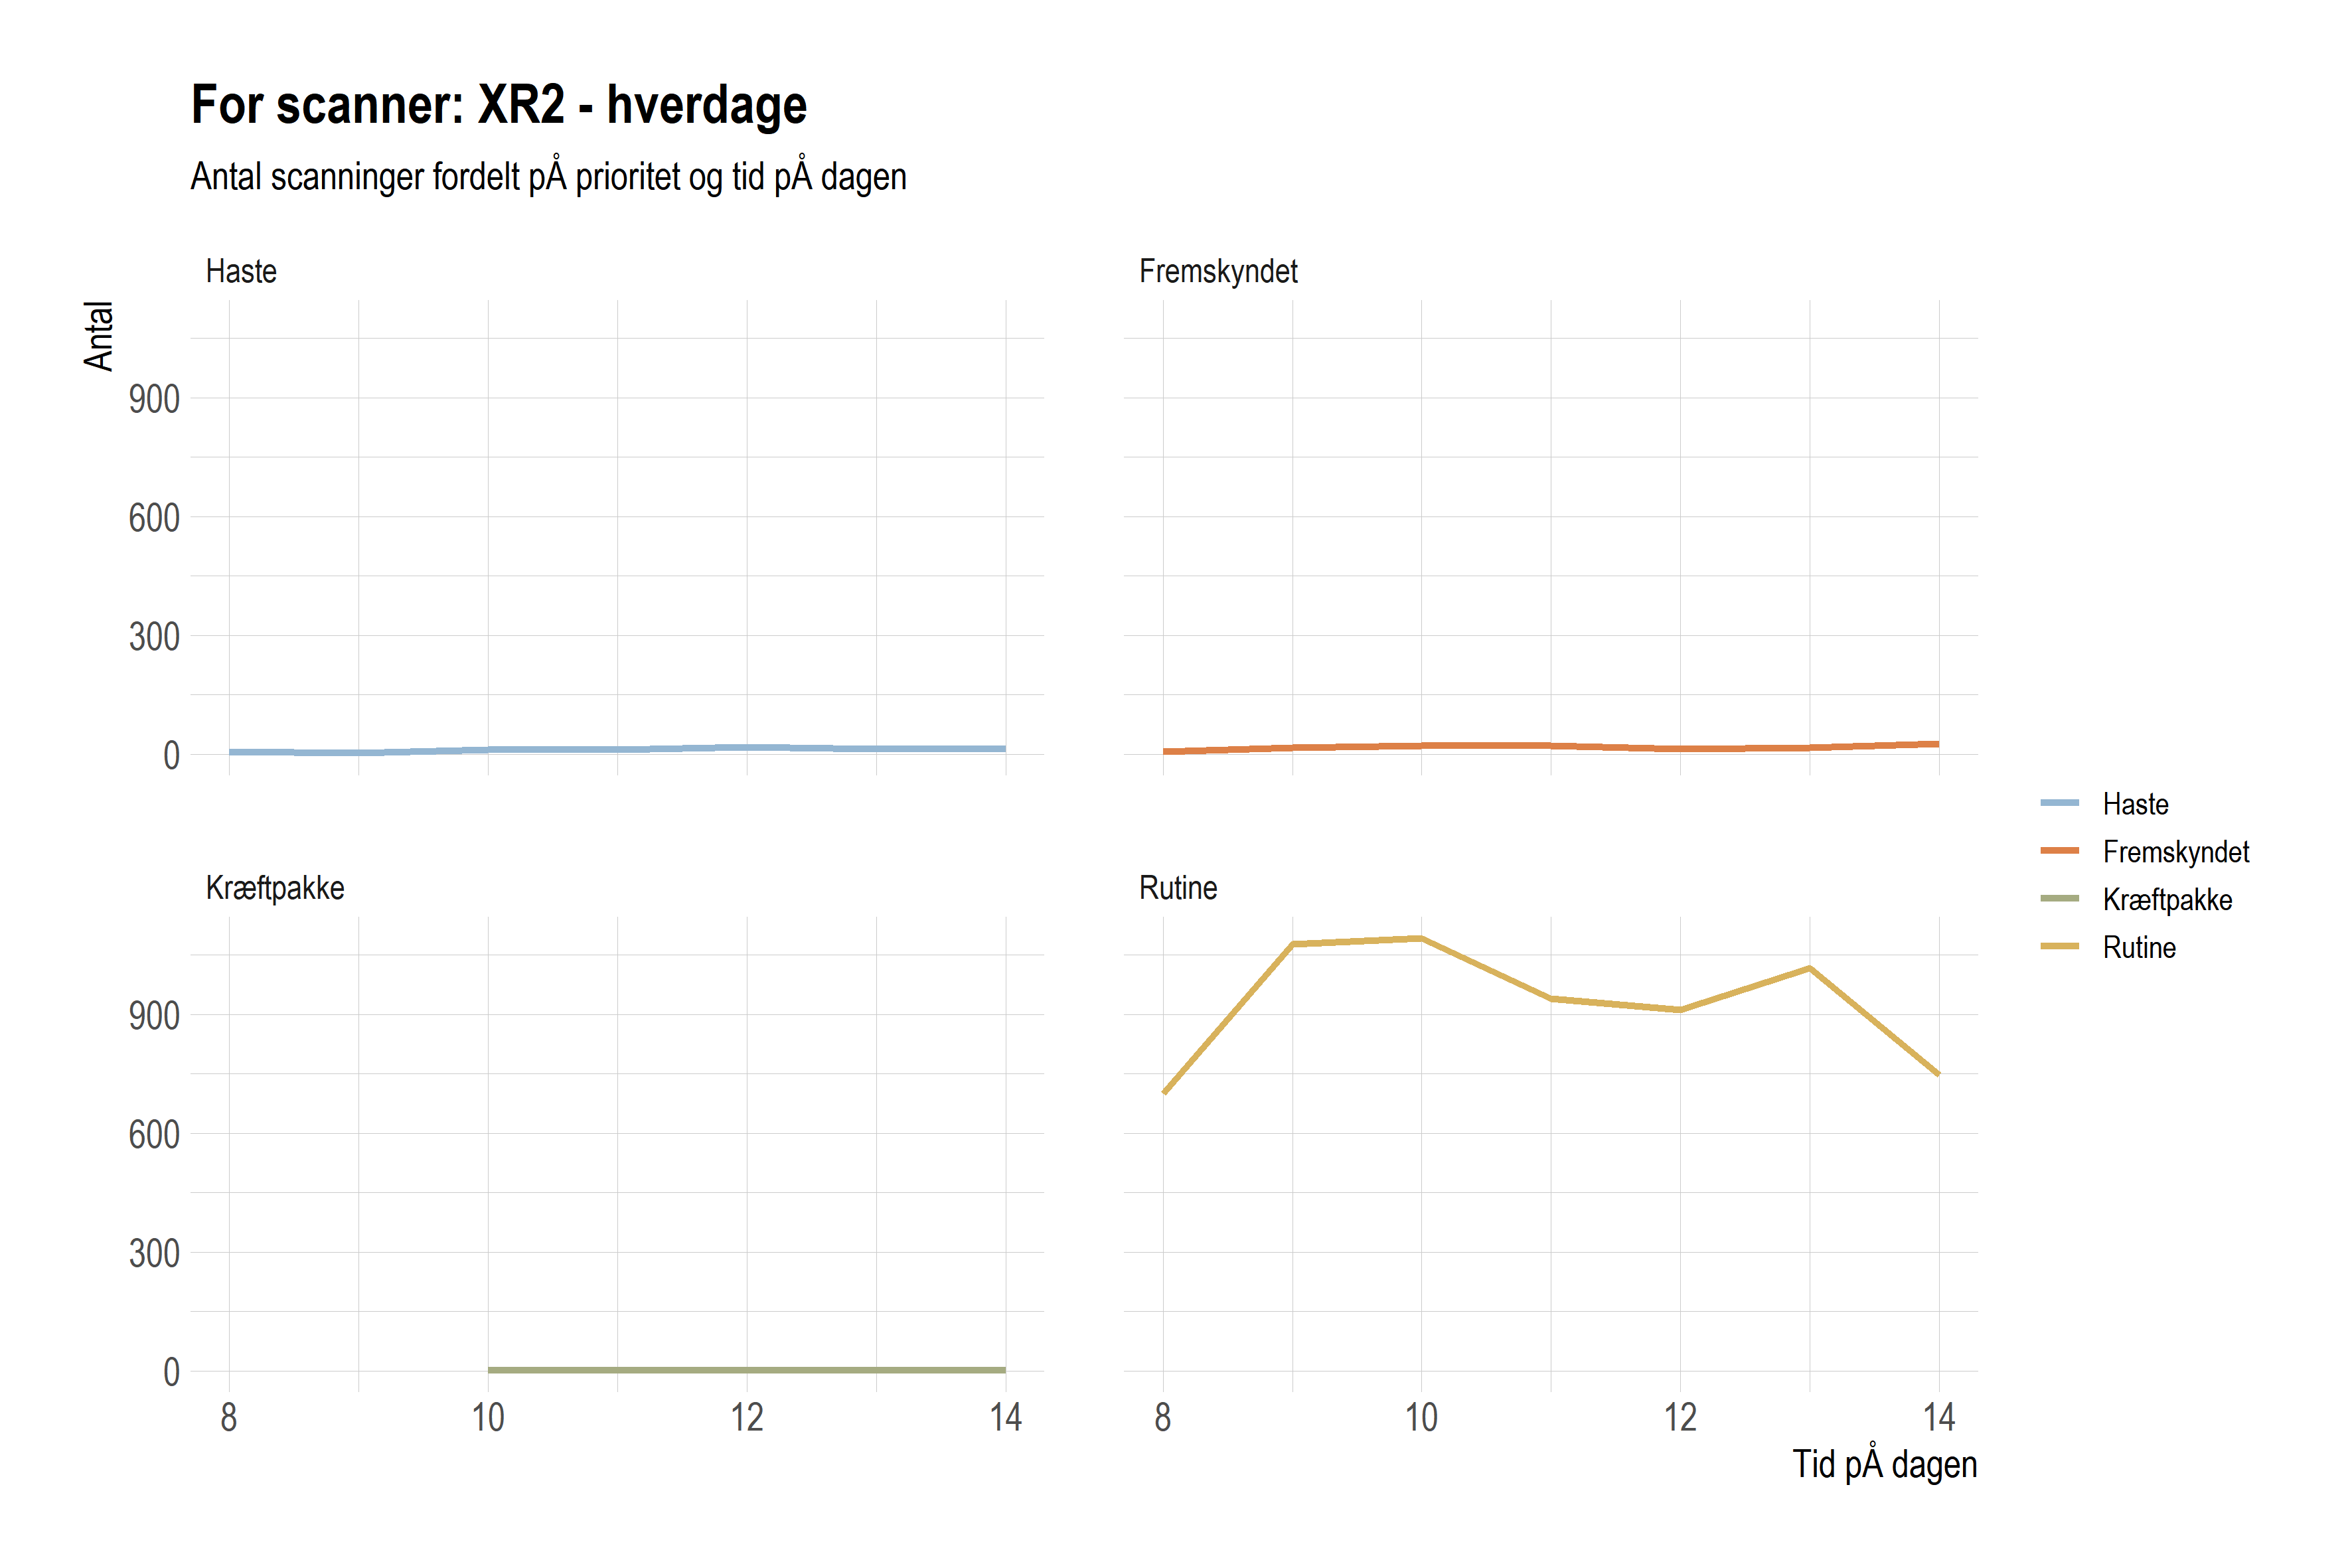 For scanner: XR2 - hverdage
Antal scanninger fordelt pÅ prioritet og tid pÅ dagen
Haste
Fremskyndet
Antal
900
600
300
0
Kræftpakke
Rutine
900
600
300
0
8 10 12 14
8 10 12 14
Tid pÅ dagen
Haste
Fremskyndet
Kræftpakke
Rutine